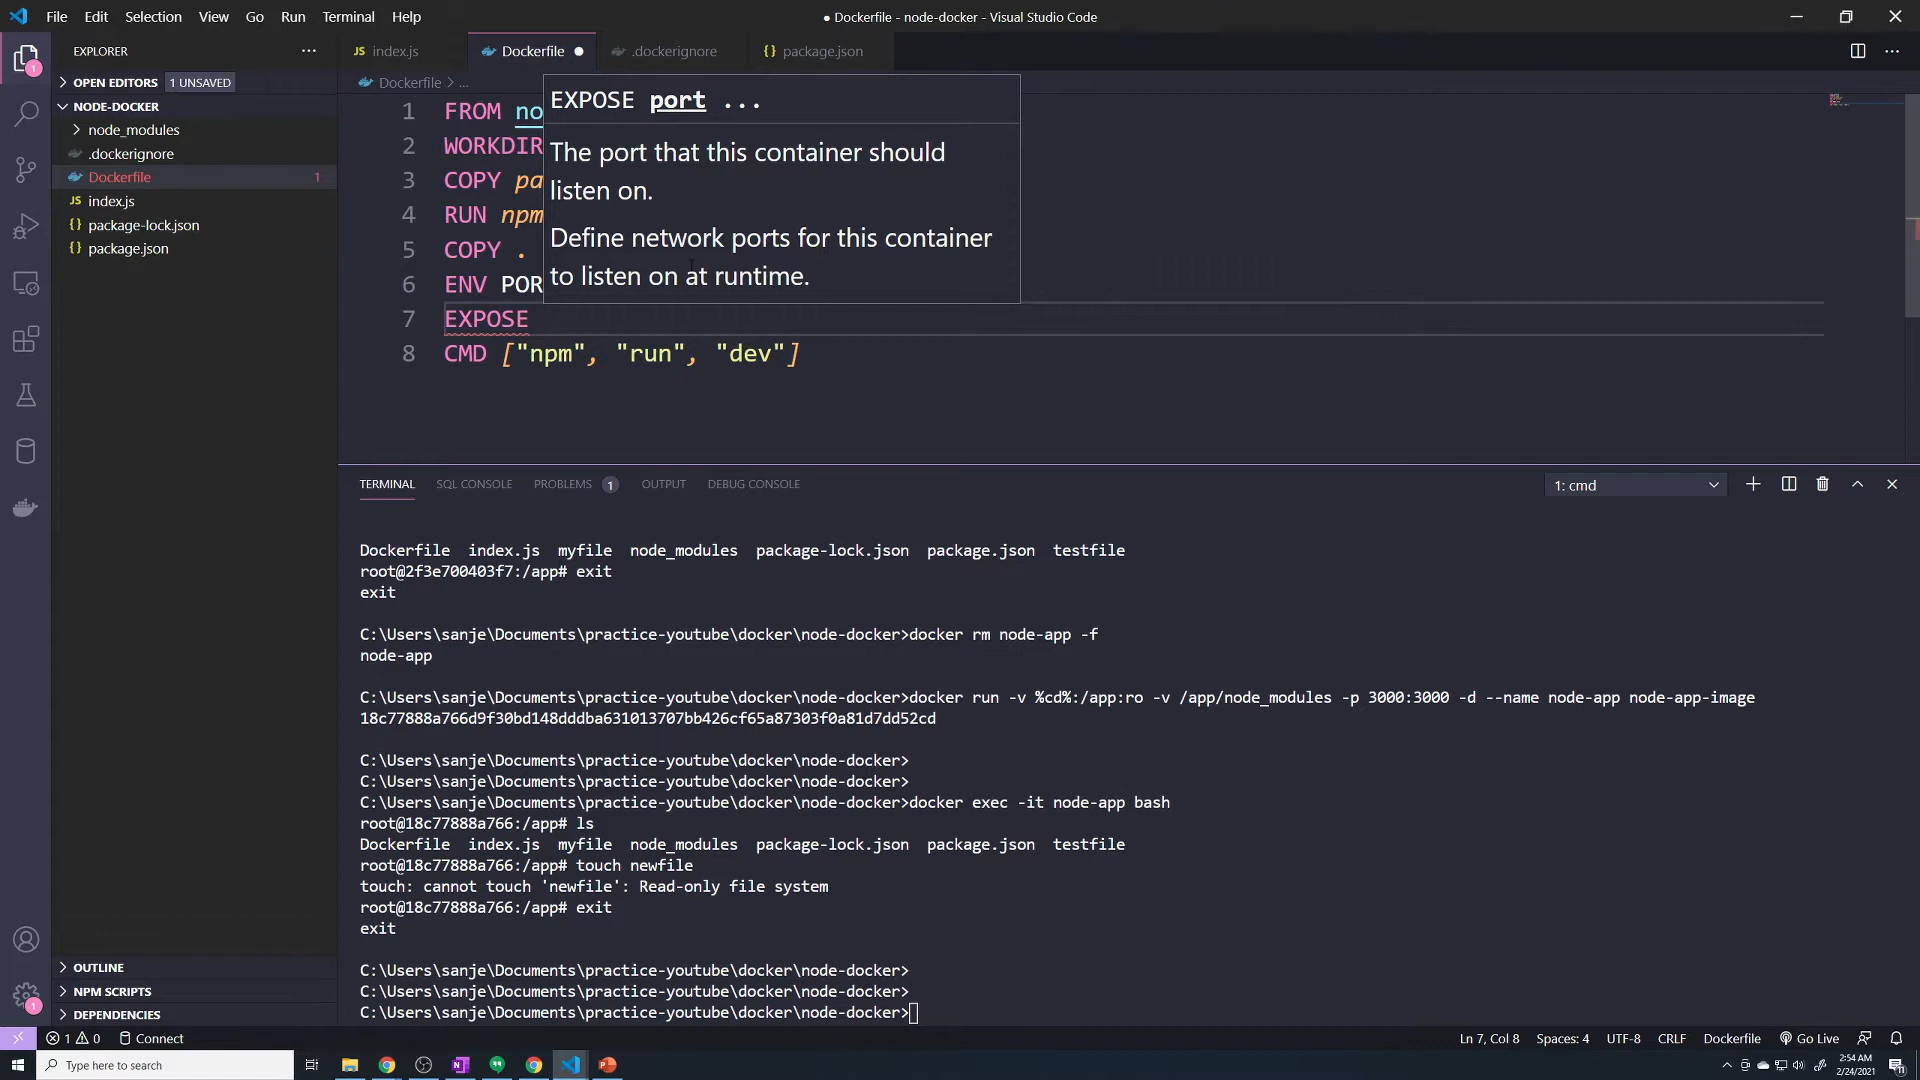 File Edit Selection View Go Run Terminal Help
● Dockerfile - node-docker - Visual Studio Code
EXPLORER
JS index.js
Dockerfile
.dockerignore
{} package.json
OPEN EDITORS 1 UNSAVED
Dockerfile > ...
NODE-DOCKER
node_modules
.dockerignore
Dockerfile 1
JS index.js
{} package-lock.json
{} package.json
OUTLINE
NPM SCRIPTS
DEPENDENCIES
1 FROM no
2 WORKDIR
3 COPY pa
4 RUN npm
5 COPY .
6 ENV POR
7 EXPOSE
8 CMD ["npm", "run", "dev"]
EXPOSE port ...
The port that this container should
listen on.
Define network ports for this container
to listen on at runtime.
TERMINAL SQL CONSOLE PROBLEMS 1 OUTPUT DEBUG CONSOLE
1: cmd
Dockerfile index.js myfile node_modules package-lock.json package.json testfile
root@2f3e700403f7:/app# exit
exit
C:\Users\sanje\Documents\practice-youtube\docker\node-docker>docker rm node-app -f
node-app
C:\Users\sanje\Documents\practice-youtube\docker\node-docker>docker run -v %cd%:/app:ro -v /app/node_modules -p 3000:3000 -d --name node-app node-app-image
18c77888a766d9f30bd148dddba631013707bb426cf65a87303f0a81d7dd52cd
C:\Users\sanje\Documents\practice-youtube\docker\node-docker>
C:\Users\sanje\Documents\practice-youtube\docker\node-docker>
C:\Users\sanje\Documents\practice-youtube\docker\node-docker>docker exec -it node-app bash
root@18c77888a766:/app# ls
Dockerfile index.js myfile node_modules package-lock.json package.json testfile
root@18c77888a766:/app# touch newfile
touch: cannot touch 'newfile': Read-only file system
root@18c77888a766:/app# exit
exit
C:\Users\sanje\Documents\practice-youtube\docker\node-docker>
C:\Users\sanje\Documents\practice-youtube\docker\node-docker>
C:\Users\sanje\Documents\practice-youtube\docker\node-docker>
1 0 Connect
Ln 7, Col 8 Spaces: 4 UTF-8 CRLF Dockerfile Go Live
Type here to search
2:54 AM
2/24/2021